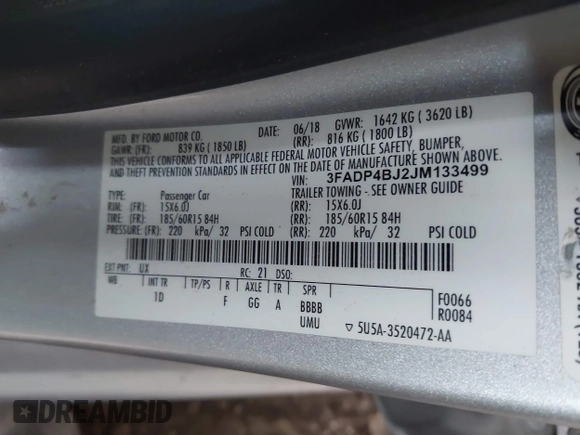 MFD. BY FORD MOTOR CO.
DATE: 06/18 GVWR: 1642 KG ( 3620 LB)
GAWR: (FR): 839 KG ( 1850 LB) (RR): 816 KG ( 1800 LB)
THIS VEHICLE CONFORMS TO ALL APPLICABLE FEDERAL MOTOR VEHICLE SAFETY, BUMPER,
AND THEFT PREVENTION STANDARDS IN EFFECT ON THE DATE OF MANUFACTURE SHOWN ABOVE.
VIN: 3FADP4BJ2JM133499
TYPE: Passenger Car TRAILER TOWING - SEE OWNER GUIDE
RIM: (FR) 15X6.0J (RR): 15X6.0J
TIRE: (FR) 185/60R15 84H (RR): 185/60R15 84H
PRESSURE: (FR) 220 kPa/ 32 PSI COLD (RR): 220 kPa/ 32 PSI COLD
EXT PNT: UX RC: 21 DSO:
WB INT TR TP/PS R AXLE TR SPR
1D F GG A BBBB
UMU
F0066
R0084
▽ 5U5A-3520472-AA
DREAMBID